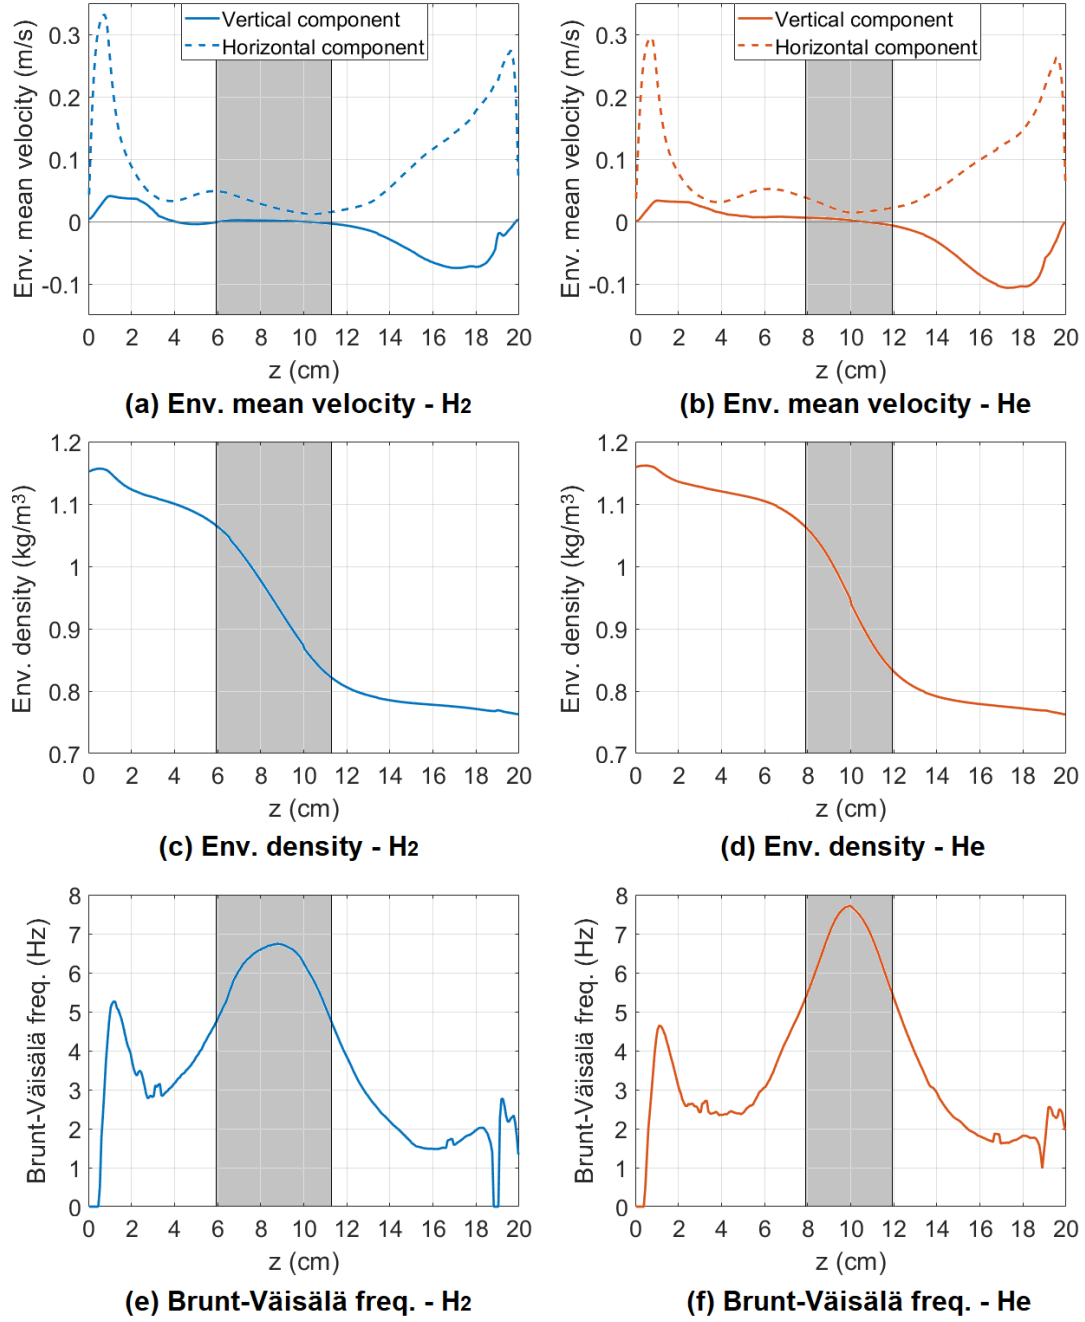 Env. mean velocity (m/s)
0.3
0.2
0.1
0
-0.1
Vertical component
Horizontal component
0 2 4 6 8 10 12 14 16 18 20
z (cm)
(a) Env. mean velocity - H2
Env. mean velocity (m/s)
0.3
0.2
0.1
0
-0.1
Vertical component
Horizontal component
0 2 4 6 8 10 12 14 16 18 20
z (cm)
(b) Env. mean velocity - He
Env. density (kg/m³)
1.2
1.1
1
0.9
0.8
0.7
0 2 4 6 8 10 12 14 16 18 20
z (cm)
(c) Env. density - H2
Env. density (kg/m³)
1.2
1.1
1
0.9
0.8
0.7
0 2 4 6 8 10 12 14 16 18 20
z (cm)
(d) Env. density - He
Brunt-Väisälä freq. (Hz)
8
7
6
5
4
3
2
1
0
0 2 4 6 8 10 12 14 16 18 20
z (cm)
(e) Brunt-Väisälä freq. - H2
Brunt-Väisälä freq. (Hz)
8
7
6
5
4
3
2
1
0
0 2 4 6 8 10 12 14 16 18 20
z (cm)
(f) Brunt-Väisälä freq. - He